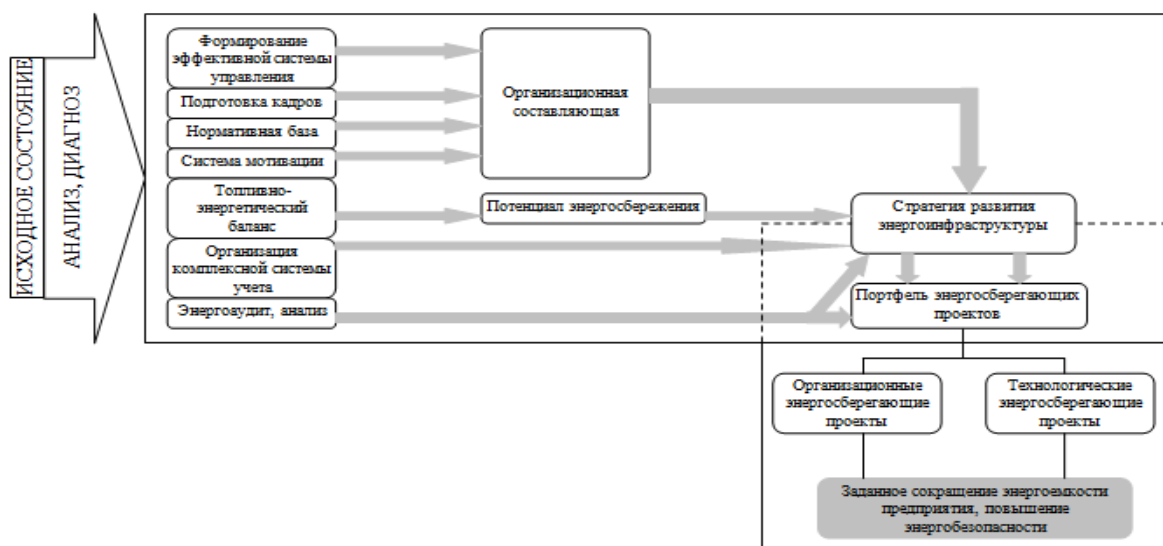 ИСХОДНОЕ СОСТОЯНИЕ
АНАЛИЗ, ДИАГНОЗ
Формирование
эффективной системы
управления
Подготовка кадров
Нормативная база
Система мотивации
Топливно-
энергетический
баланс
Организация
комплексной системы
учета
Энергоаудит, анализ
Организационная
составляющая
Потенциал энергосбережения
Стратегия развития
энергоинфраструктуры
Портфель энергосберегающих
проектов
Организационные
энергосберегающие
проекты
Технологические
энергосберегающие
проекты
Заданное сокращение энергоемкости
предприятия, повышение
энергобезопасности